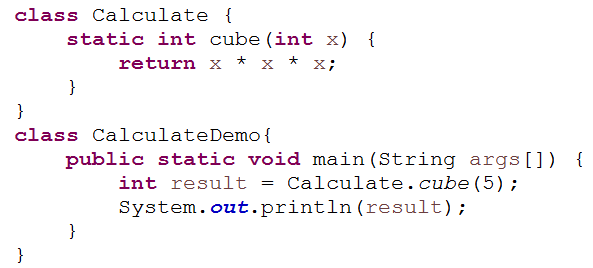 class Calculate {
    static int cube(int x) {
        return x * x * x;
    }
}
class CalculateDemo{
    public static void main(String args[]) {
        int result = Calculate.cube(5);
        System.out.println(result);
    }
}